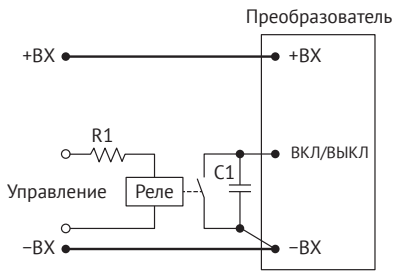 Преобразователь
+ВХ
+ВХ
R1
ВКЛ/ВЫКЛ
C1
Управление
Реле
−ВХ
−ВХ